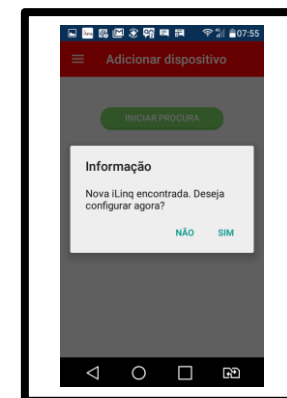 07:55
Adicionar dispositivo
INICIAR PROCURA
Informação
Nova iLinq encontrada. Deseja
configurar agora?
NÃO SIM